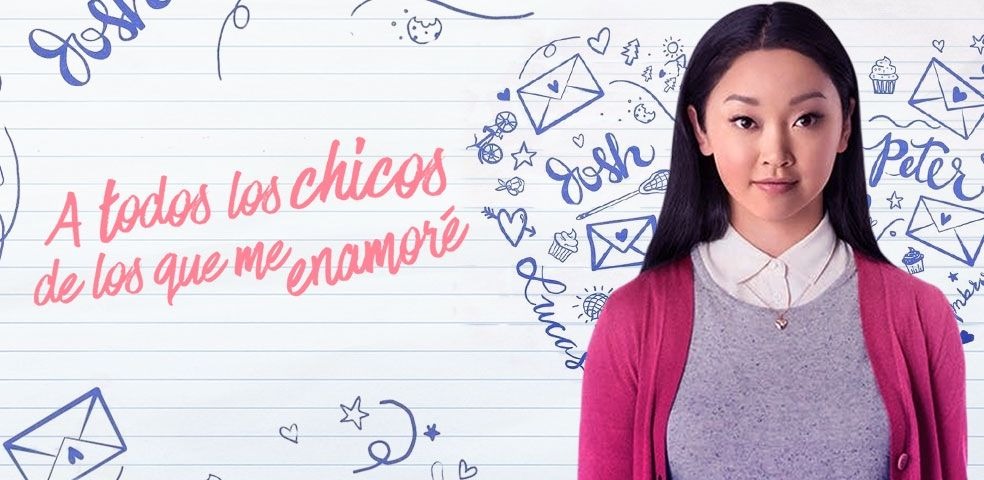 Josh
A todos los chicos
de los que me enamoré
Josh
Peter
Lucas